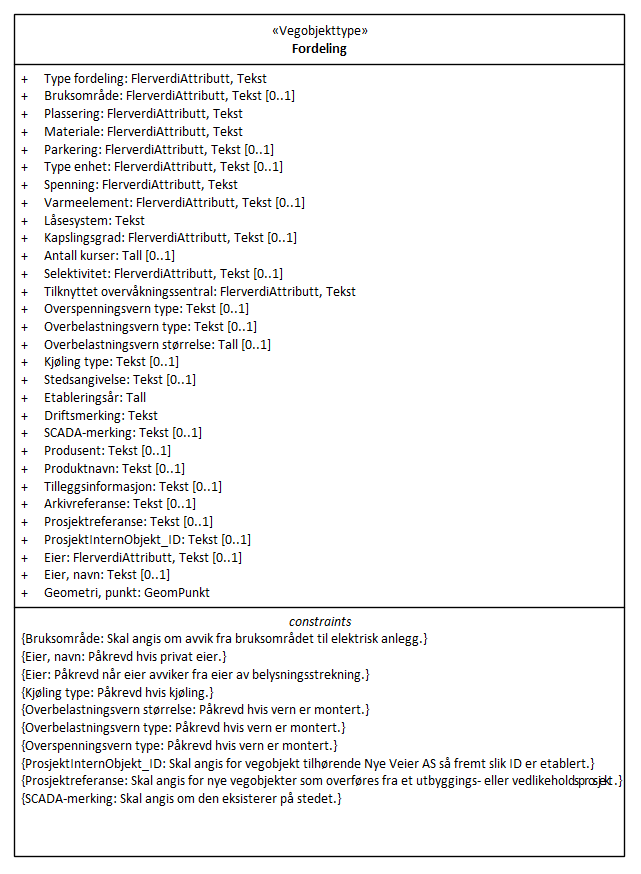 «Vegobjekttype»
Fordeling
+ Type fordeling: FlerverdiAttributt, Tekst
+ Bruksområde: FlerverdiAttributt, Tekst [0..1]
+ Plassering: FlerverdiAttributt, Tekst
+ Materiale: FlerverdiAttributt, Tekst
+ Parkering: FlerverdiAttributt, Tekst [0..1]
+ Type enhet: FlerverdiAttributt, Tekst [0..1]
+ Spenning: FlerverdiAttributt, Tekst
+ Varmeelement: FlerverdiAttributt, Tekst [0..1]
+ Låsesystem: Tekst
+ Kapslingsgrad: FlerverdiAttributt, Tekst [0..1]
+ Antall kurser: Tall [0..1]
+ Selektivitet: FlerverdiAttributt, Tekst [0..1]
+ Tilknyttet overvåkningssentral: FlerverdiAttributt, Tekst
+ Overspenningsvern type: Tekst [0..1]
+ Overbelastningsvern type: Tekst [0..1]
+ Overbelastningsvern størrelse: Tall [0..1]
+ Kjøling type: Tekst [0..1]
+ Stedsangivelse: Tekst [0..1]
+ Etableringsår: Tall
+ Driftsmerking: Tekst
+ SCADA-merking: Tekst [0..1]
+ Produsent: Tekst [0..1]
+ Produktnavn: Tekst [0..1]
+ Tilleggsinformasjon: Tekst [0..1]
+ Arkivreferanse: Tekst [0..1]
+ Prosjektreferanse: Tekst [0..1]
+ ProsjektInternObjekt_ID: Tekst [0..1]
+ Eier: FlerverdiAttributt, Tekst [0..1]
+ Eier, navn: Tekst [0..1]
+ Geometri, punkt: GeomPunkt
constraints
{Bruksområde: Skal angis om avvik fra bruksområdet til elektrisk anlegg.}
{Eier, navn: Påkrevd hvis privat eier.}
{Eier: Påkrevd når eier avviker fra eier av belysningsstrekning.}
{Kjøling type: Påkrevd hvis kjøling.}
{Overbelastningsvern størrelse: Påkrevd hvis vern er montert.}
{Overbelastningsvern type: Påkrevd hvis vern er montert.}
{Overspenningsvern type: Påkrevd hvis vern er montert.}
{ProsjektInternObjekt_ID: Skal angis for vegobjekt tilhørende Nye Veier AS så fremt slik ID er etablert.}
{Prosjektreferanse: Skal angis for nye vegobjekter som overføres fra et utbyggings- eller vedlikeholdsprosjekt.}
{SCADA-merking: Skal angis om den eksisterer på stedet.}